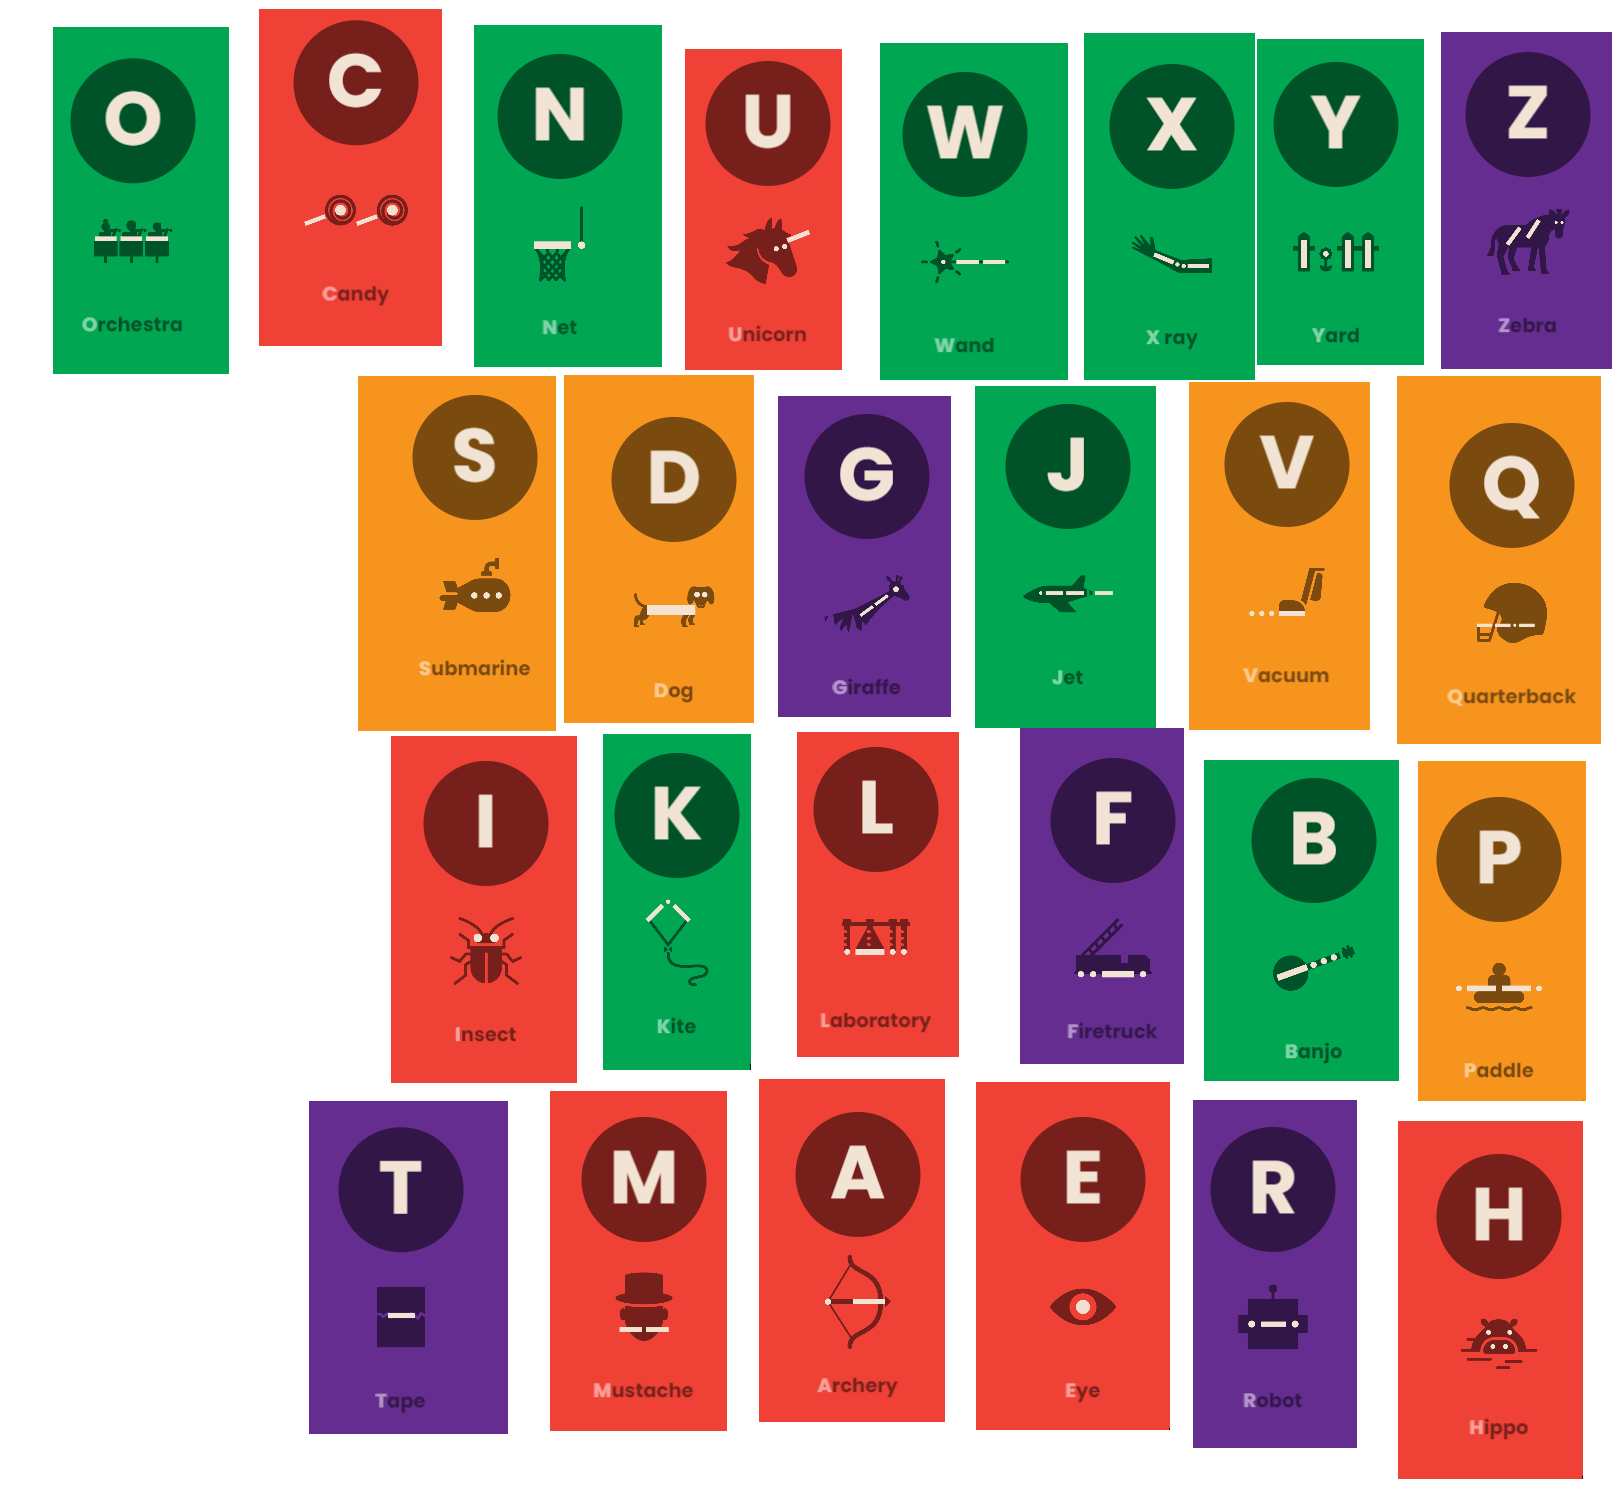 O
Orchestra
C
Candy
N
Net
U
Unicorn
W
Wand
X
X ray
Y
Yard
Z
Zebra
S
Submarine
D
Dog
G
Giraffe
J
Jet
V
Vacuum
Q
Quarterback
I
Insect
K
Kite
L
Laboratory
F
Firetruck
B
Banjo
P
Paddle
T
Tape
M
Mustache
A
Archery
E
Eye
R
Robot
H
Hippo